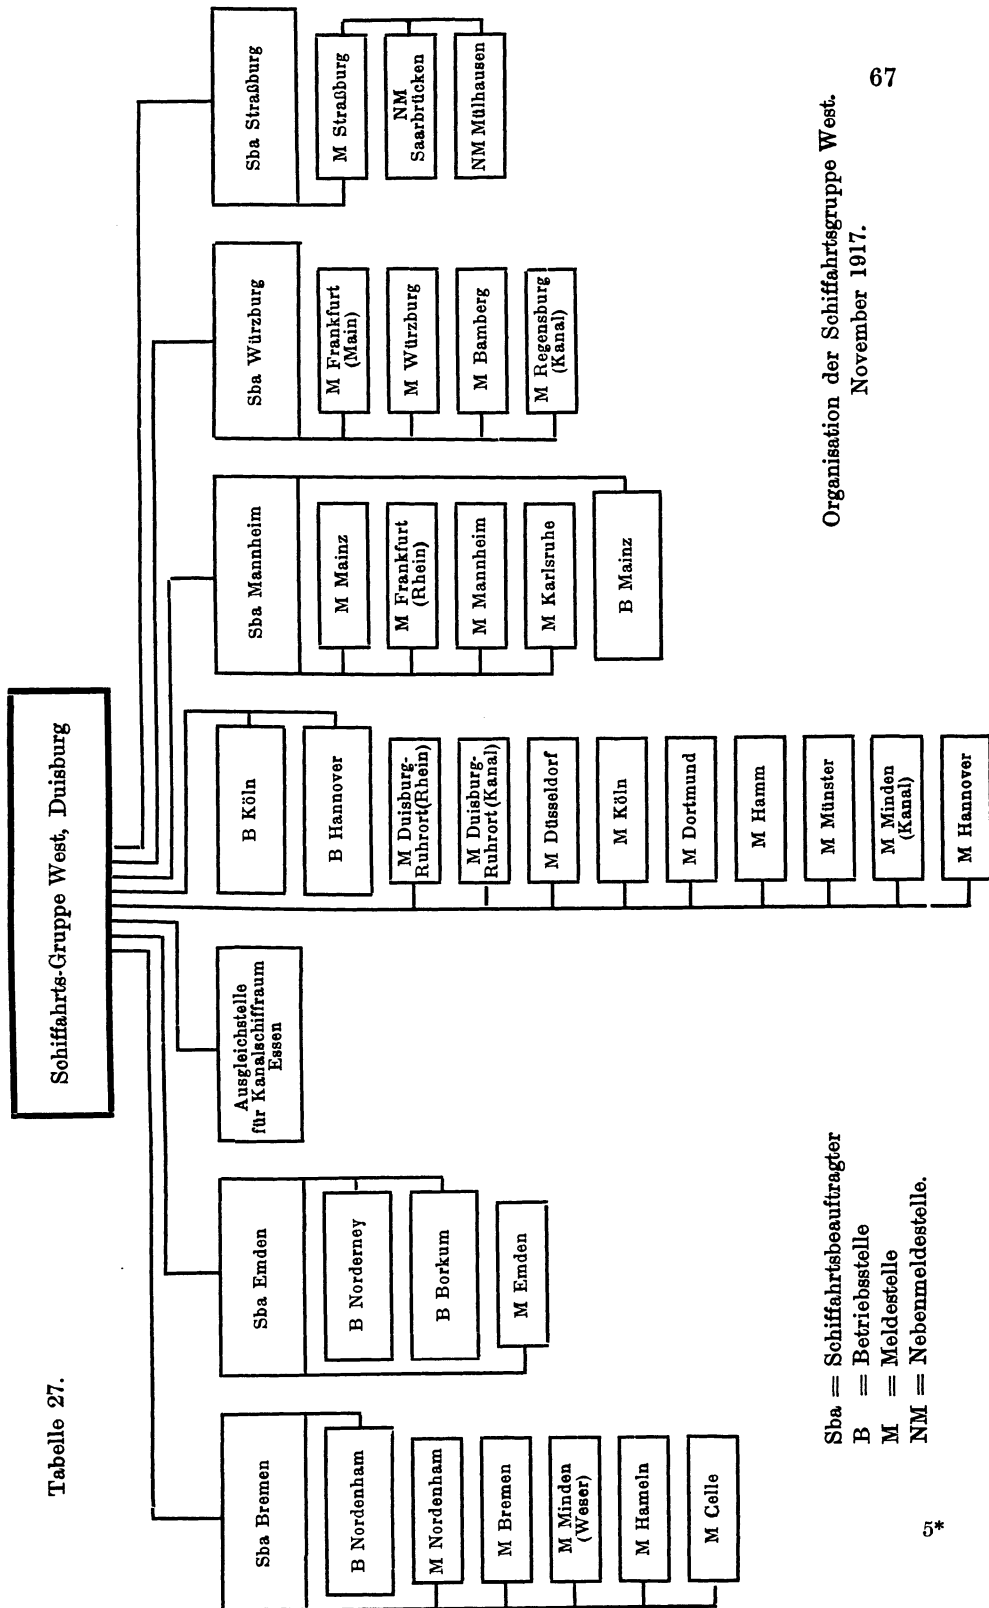 67
Tabelle 27.
Schiffahrts-Gruppe West, Duisburg
Sba Bremen
B Nordenham
M Nordenham
M Bremen
M Minden
(Weser)
M Hameln
M Celle
Sba Emden
B Norderney
B Borkum
M Emden
Ausgleichstelle
für Kanalschiffraum
Essen
B Köln
B Hannover
M Duisburg-
Ruhrort(Rhein)
M Duisburg-
Ruhrort(Kanal)
M Düsseldorf
M Köln
M Dortmund
M Hamm
M Münster
M Minden
(Kanal)
M Hannover
Sba Mannheim
M Mainz
M Frankfurt
(Rhein)
M Mannheim
M Karlsruhe
B Mainz
Sba Würzburg
M Frankfurt
(Main)
M Würzburg
M Bamberg
M Regensburg
(Kanal)
Sba Straßburg
M Straßburg
NM
Saarbrücken
NM Mülhausen
Sba = Schiffahrtsbeauftragter
B = Betriebsstelle
M = Meldestelle
NM = Nebenmeldestelle.
Organisation der Schiffahrtsgruppe West.
November 1917.
5*